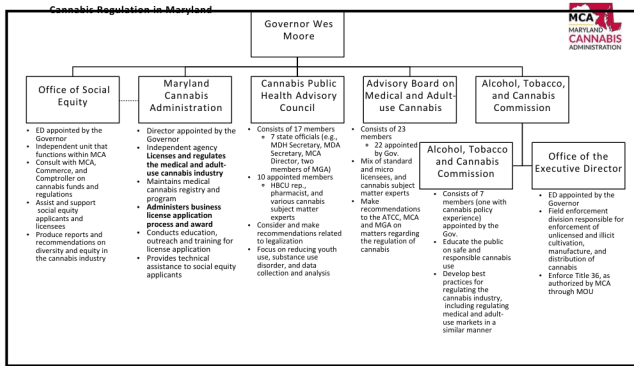 Cannabis Regulation in Maryland
MCA
MARYLAND
CANNABIS
ADMINISTRATION
Governor Wes
Moore
Office of Social
Equity
Maryland
Cannabis
Administration
Cannabis Public
Health Advisory
Council
Advisory Board on
Medical and Adult-
use Cannabis
Alcohol, Tobacco,
and Cannabis
Commission
• ED appointed by the
Governor
• Independent unit that
functions within MCA
• Consult with MCA,
Commerce, and
Comptroller on
cannabis funds and
regulations
• Assist and support
social equity
applicants and
licensees
• Produce reports and
recommendations on
diversity and equity in
the cannabis industry
• Director appointed by the
Governor
• Independent agency
• Licenses and regulates
the medical and adult-
use cannabis industry
• Maintains medical
cannabis registry and
program
• Administers business
license application
process and award
• Conducts education,
outreach and training for
license application
• Provides technical
assistance to social equity
applicants
• Consists of 17 members
• 7 state officials (e.g.,
MDH Secretary, MDA
Secretary, MCA
Director, two
members of MGA)
• 10 appointed members
• HBCU rep.,
pharmacist, and
various cannabis
subject matter
experts
• Consider and make
recommendations related
to legalization
• Focus on reducing youth
use, substance use
disorder, and data
collection and analysis
• Consists of 23
members
• 22 appointed
by Gov.
• Mix of standard
and micro
licensees, and
cannabis subject
matter experts
• Make
recommendations
to the ATCC, MCA
and MGA on
matters regarding
the regulation of
cannabis
Alcohol, Tobacco
and Cannabis
Commission
• Consists of 7
members (one with
cannabis policy
experience)
appointed by the
Gov.
• Educate the public
on safe and
responsible cannabis
use
• Develop best
practices for
regulating the
cannabis industry,
including regulating
medical and adult-
use markets in a
similar manner
Office of the
Executive Director
• ED appointed by the
Governor
• Field enforcement
division responsible for
enforcement of
unlicensed and illicit
cultivation,
manufacture, and
distribution of
cannabis
• Enforce Title 36, as
authorized by MCA
through MOU